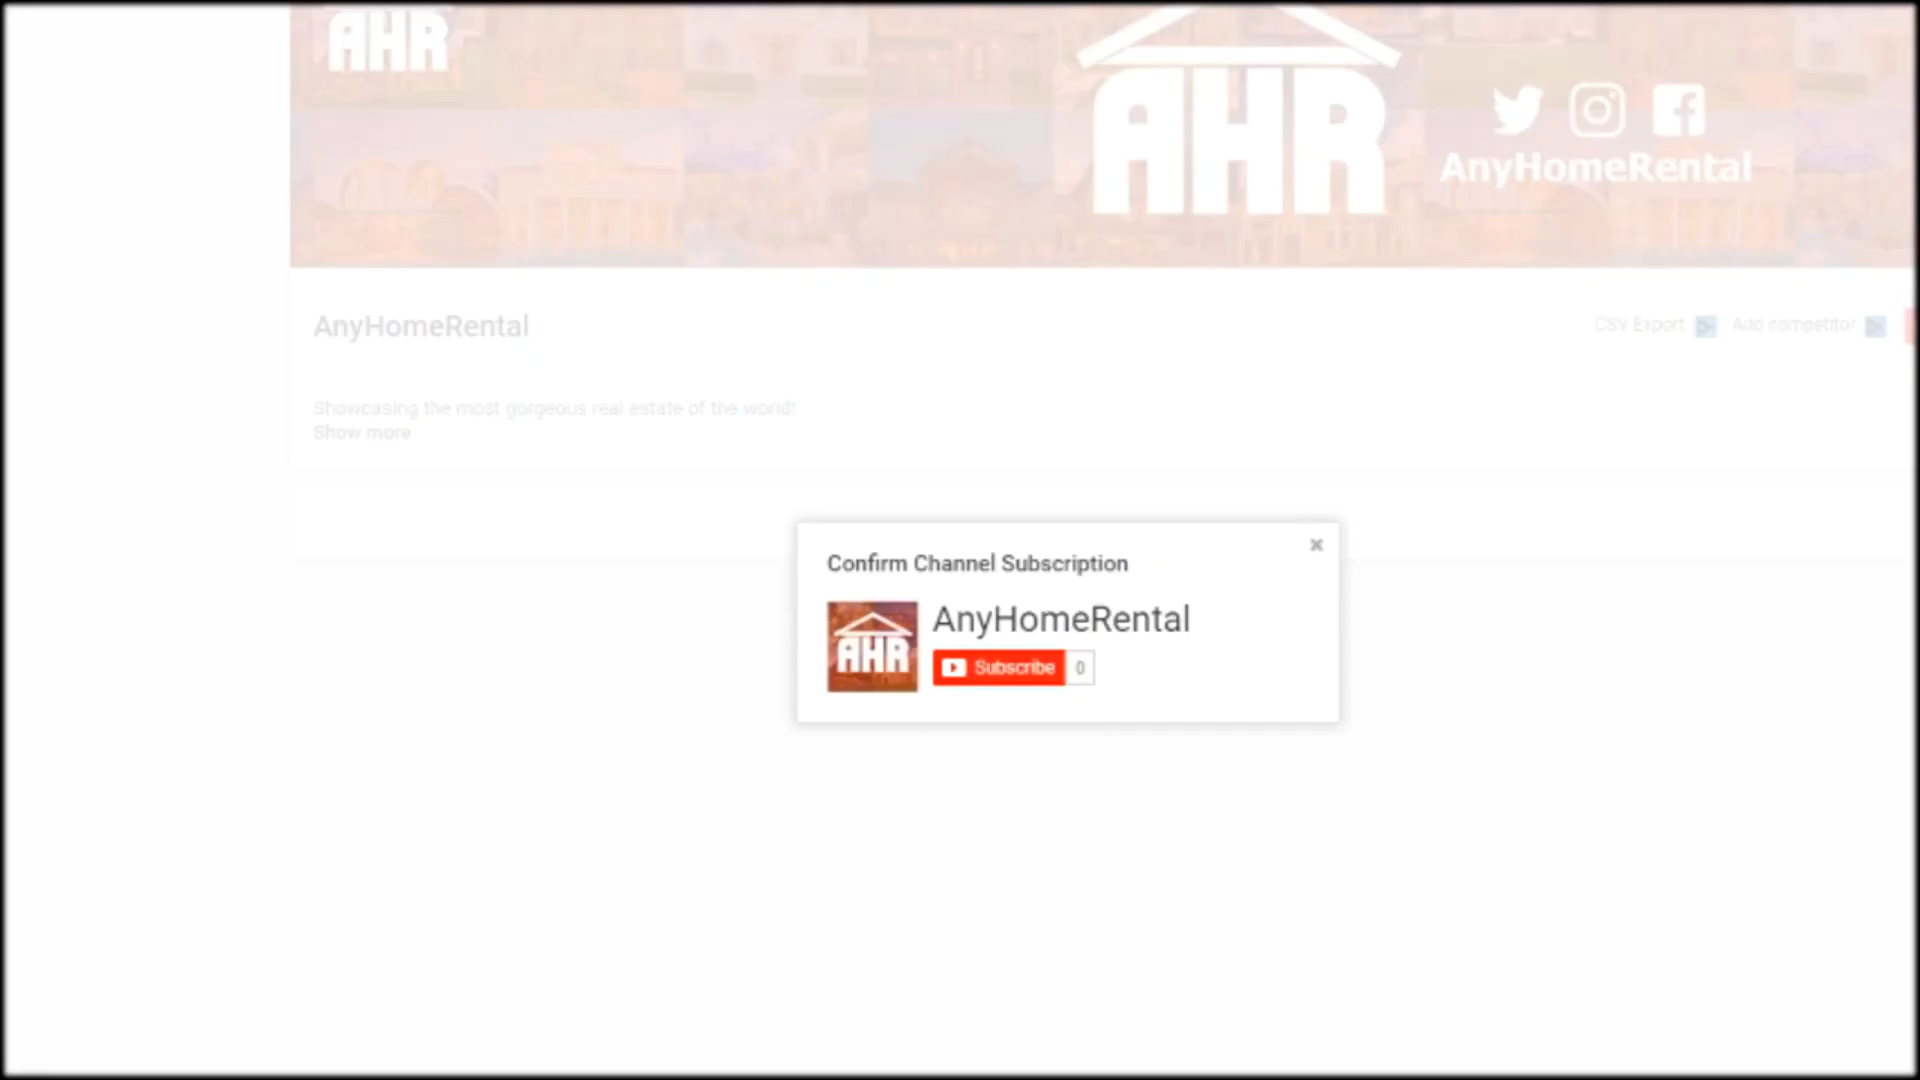 AHR
AHR
AnyHomeRental
AnyHomeRental
CSV Export
Add competitor
Showcasing the most gorgeous real estate of the world!
Show more
Confirm Channel Subscription
AHR
AnyHomeRental
Subscribe 0